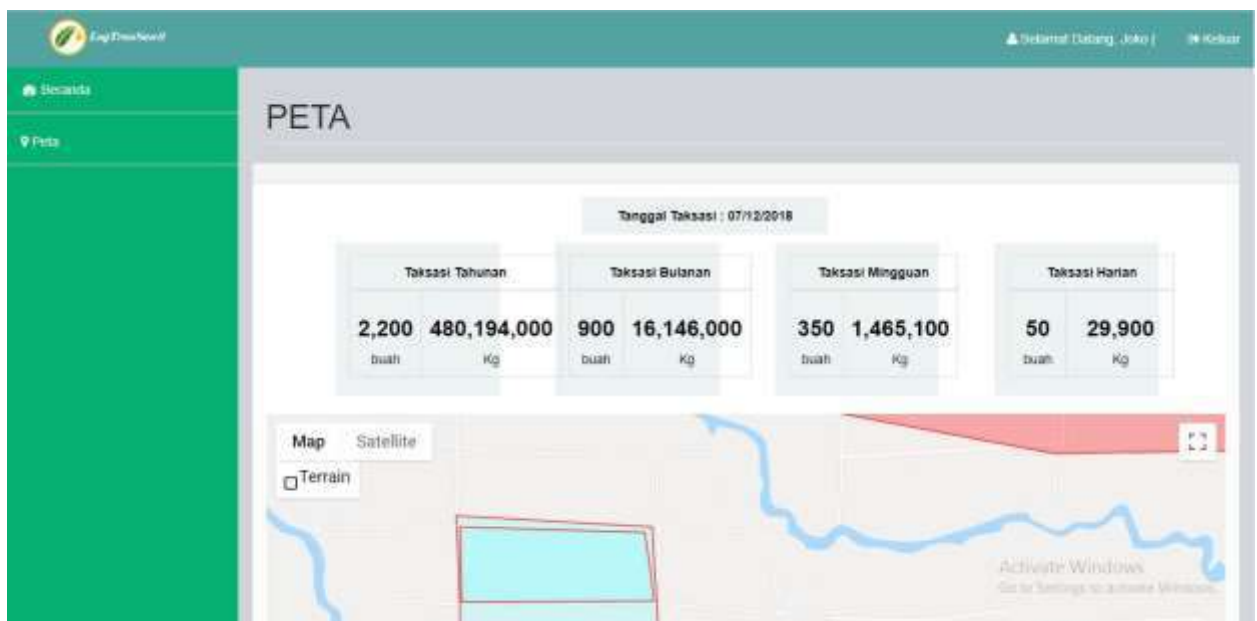 Selamat Datang, Joko |
Keluar
Beranda
Peta
PETA
Tanggal Taksasi : 07/12/2018
Taksasi Tahunan
Taksasi Bulanan
Taksasi Mingguan
Taksasi Harian
2,200 480,194,000
900 16,146,000
350 1,465,100
50 29,900
buah Kg
buah Kg
buah Kg
buah Kg
Map Satellite
Terrain
Activate Windows
Go to Settings to activate Windows.